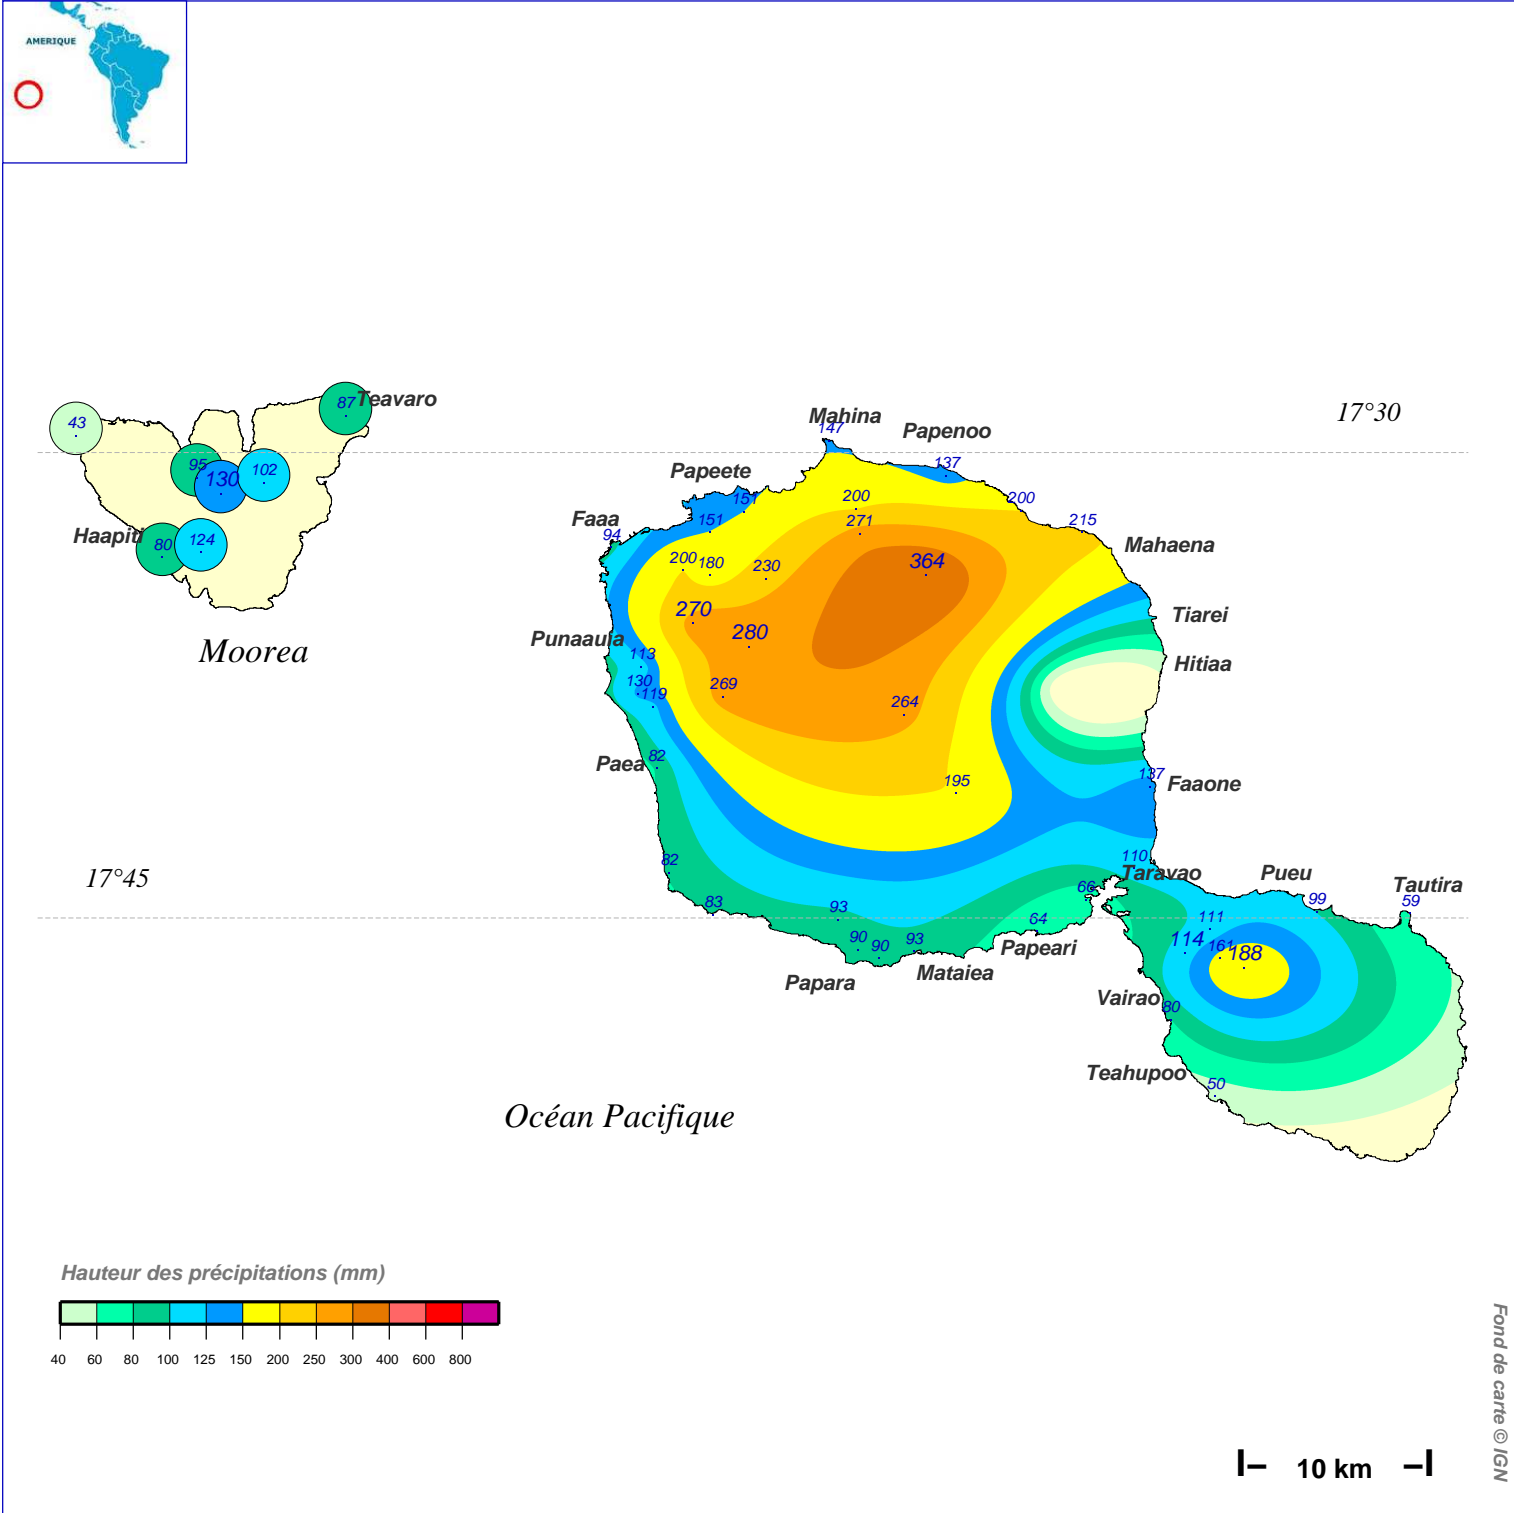 AMERIQUE
17°30
Teavaro
87
43
95
130
102
Haapiti
80
124
Moorea
Mahina
147
Papenoo
137
Papeete
151
151
200
271
200
215
Mahaena
Faaa
94
200
180
230
364
270
280
Tiarei
Punaauia
113
130
119
269
264
Hitiaa
Paea
82
195
137
Faaone
17°45
82
83
93
90
90
93
Papara
Mataiea
64
Papeari
66
110
Taravao
Pueu
99
Tautira
59
111
114
161
188
Vairao
80
Teahupoo
50
Océan Pacifique
Hauteur des précipitations (mm)
40 60 80 100 125 150 200 250 300 400 600 800
10 km
Fond de carte © IGN